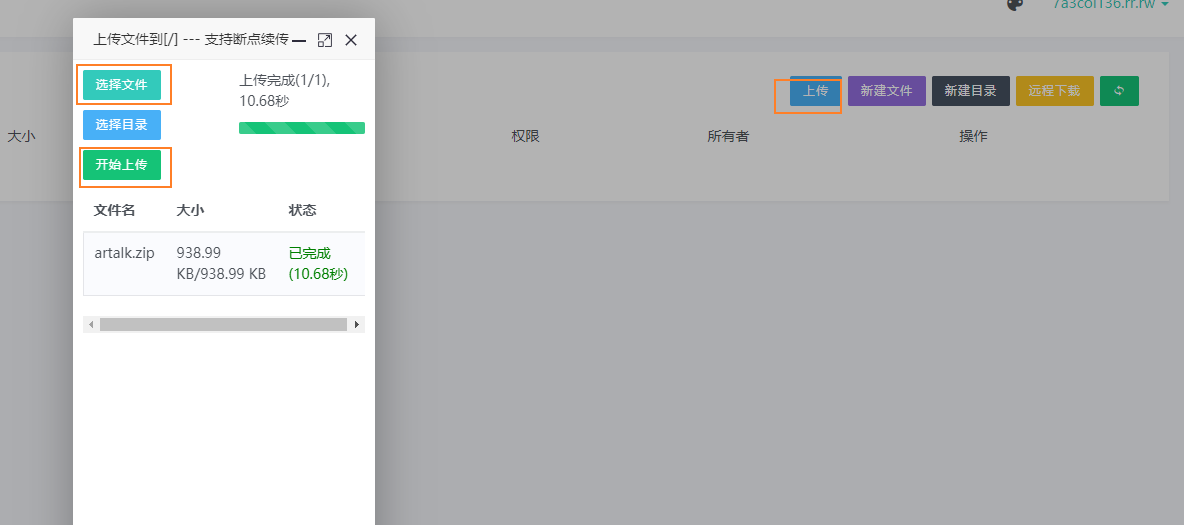 7a3col136.rr.rw
上传文件到[/] --- 支持断点续传
选择文件
上传完成(1/1),
10.68秒
选择目录
开始上传
上传 新建文件 新建目录 远程下载
大小 权限 所有者 操作
文件名 大小 状态
artalk.zip 938.99 已完成
KB/938.99 KB (10.68秒)